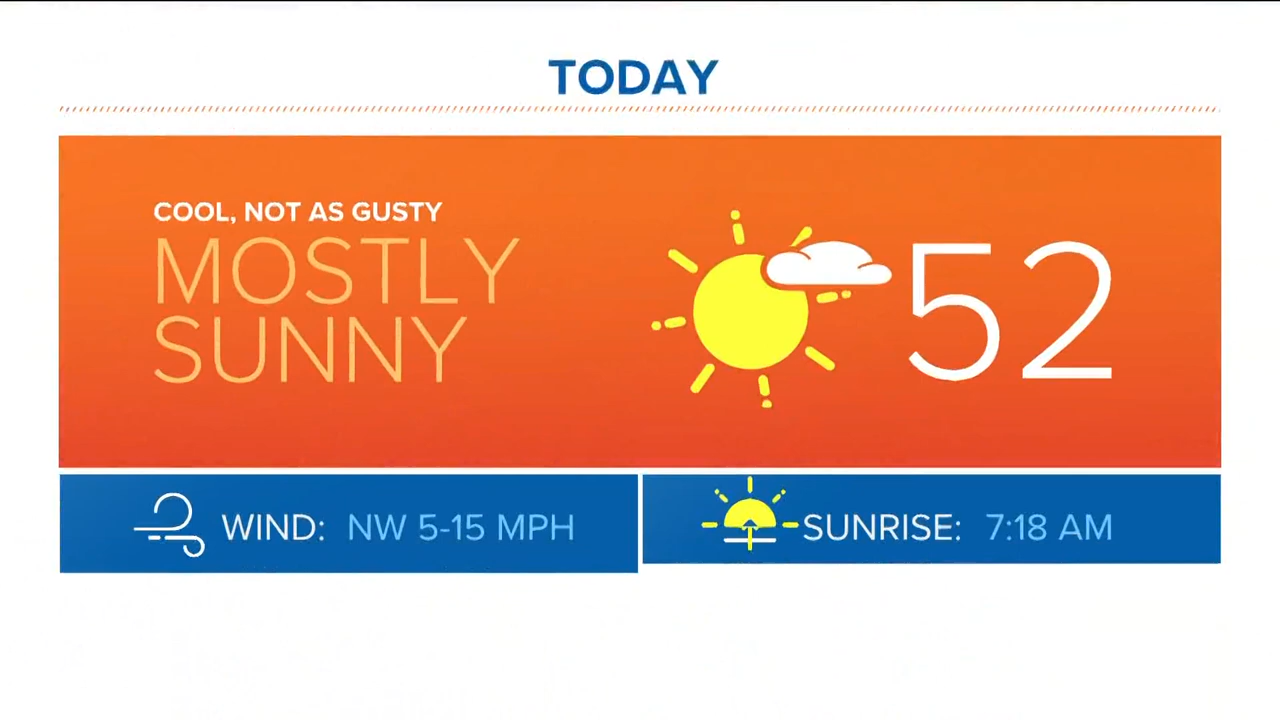 TODAY
COOL, NOT AS GUSTY
MOSTLY
SUNNY
52
WIND: NW 5-15 MPH
SUNRISE: 7:18 AM